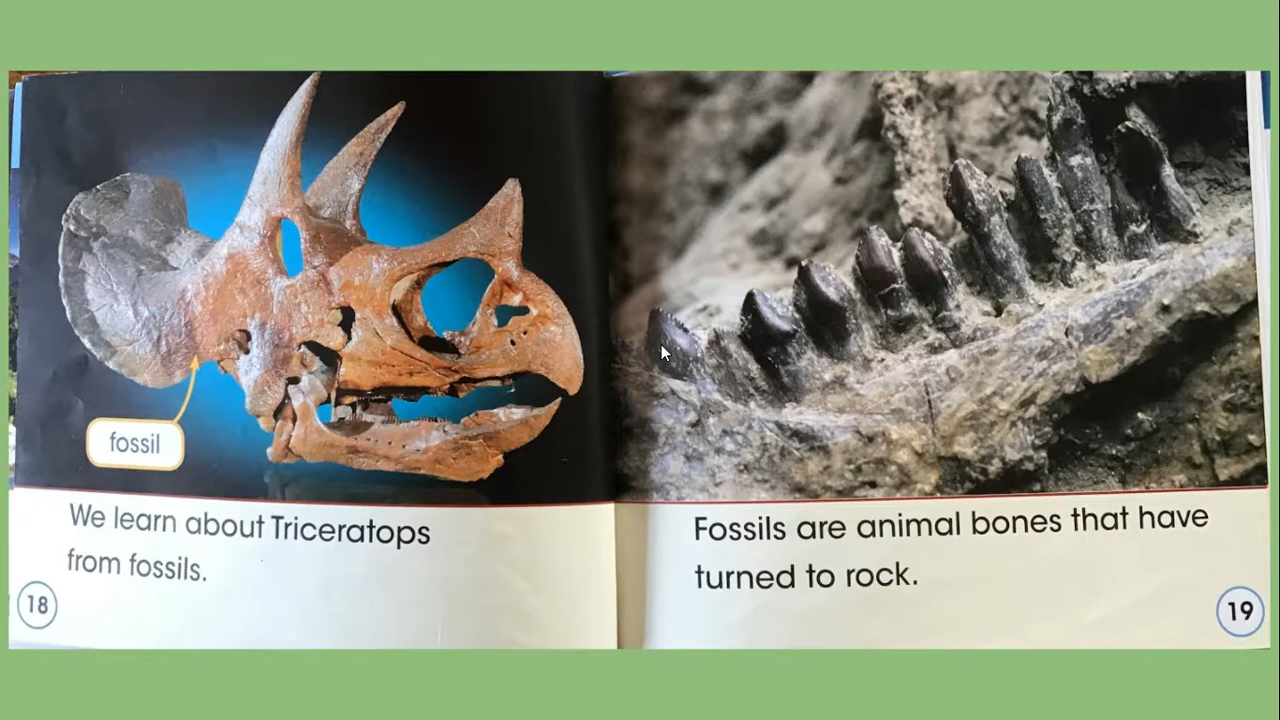 fossil
We learn about Triceratops
from fossils.
18
Fossils are animal bones that have
turned to rock.
19